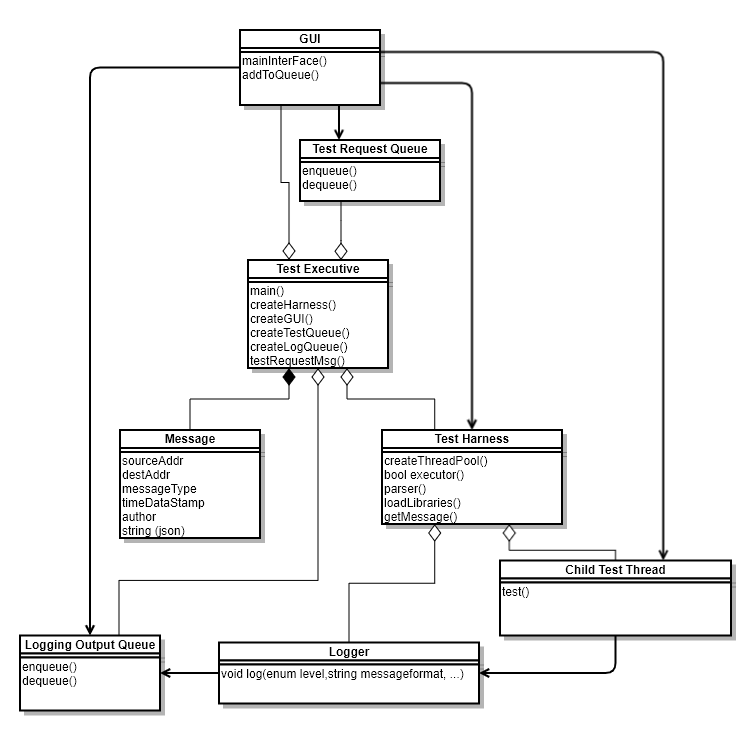 GUI
mainInterFace()
addToQueue()
Test Request Queue
enqueue()
dequeue()
Test Executive
main()
createHarness()
createGUI()
createTestQueue()
createLogQueue()
testRequestMsg()
Message
sourceAddr
destAddr
messageType
timeDataStamp
author
string (json)
Test Harness
createThreadPool()
bool executor()
parser()
loadLibraries()
getMessage()
Child Test Thread
test()
Logging Output Queue
enqueue()
dequeue()
Logger
void log(enum level,string messageformat, ...)